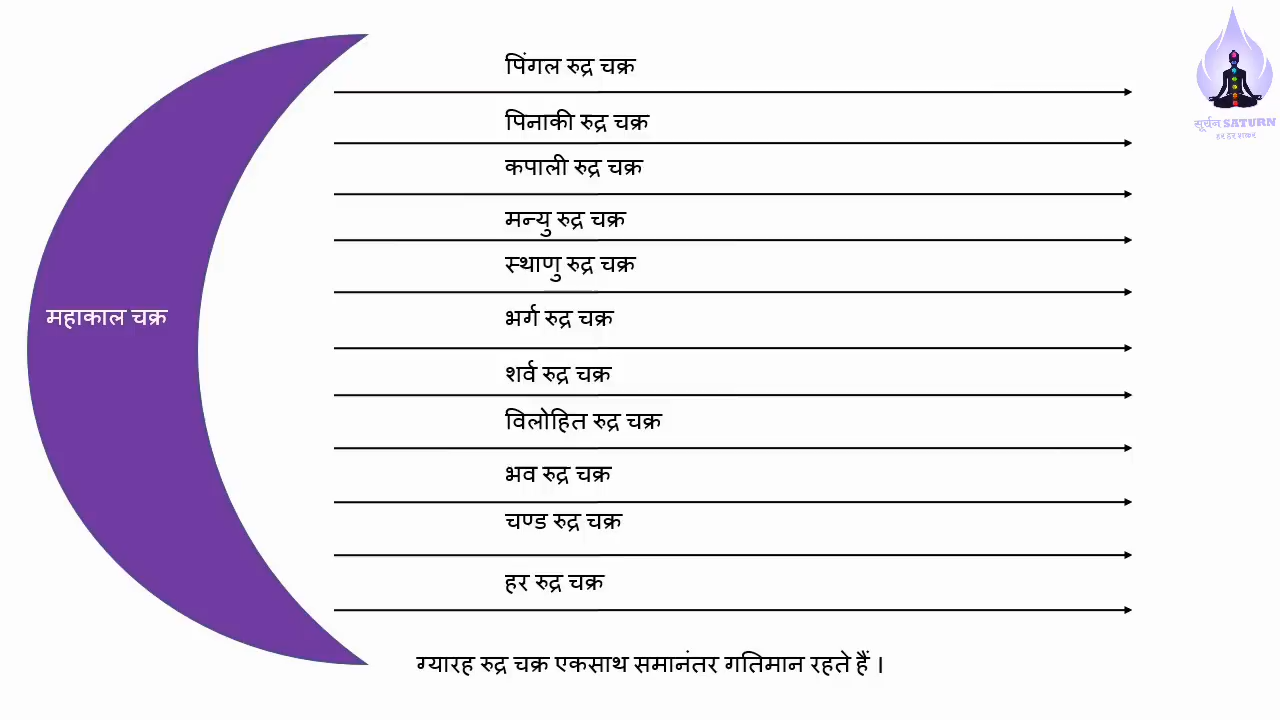 पिंगल रुद्र चक्र
पिनाकी रुद्र चक्र
कपाली रुद्र चक्र
मन्यु रुद्र चक्र
स्थाणु रुद्र चक्र
महाकाल चक्र
भर्ग रुद्र चक्र
शर्व रुद्र चक्र
विलोहित रुद्र चक्र
भव रुद्र चक्र
चण्ड रुद्र चक्र
हर रुद्र चक्र
ग्यारह रुद्र चक्र एकसाथ समानंतर गतिमान रहते हैं ।
SATURN